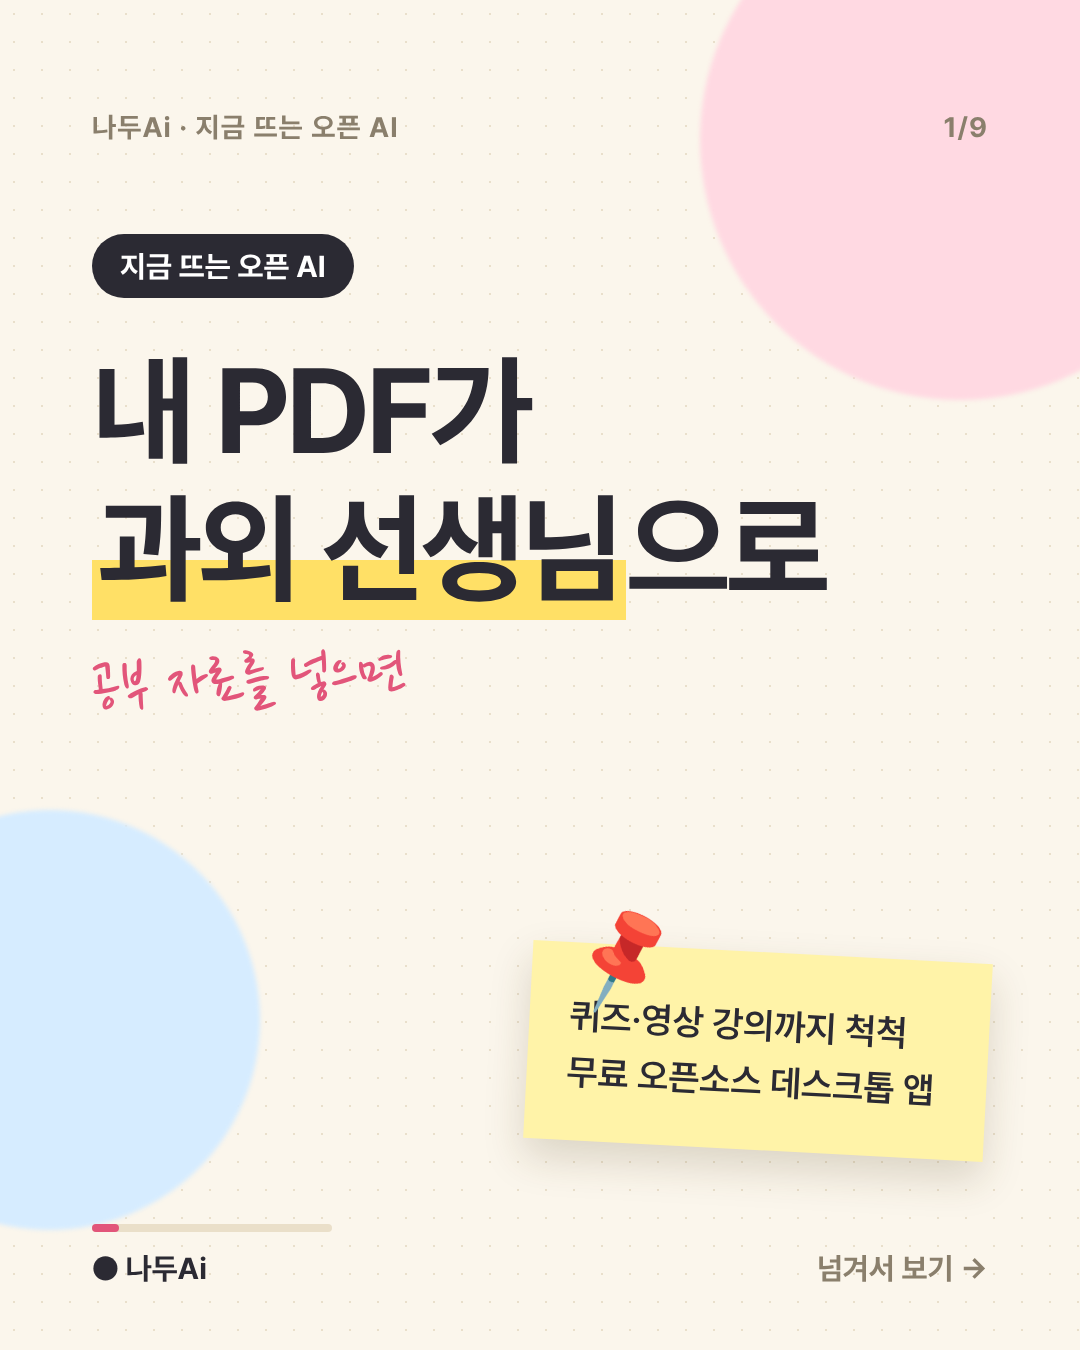 나두Ai · 지금 뜨는 오픈 AI
1/9
지금 뜨는 오픈 AI
내 PDF가
과외 선생님으로
공부 자료를 넣으면
퀴즈·영상 강의까지 척척
무료 오픈소스 데스크톱 앱
나두Ai
넘겨서 보기 →